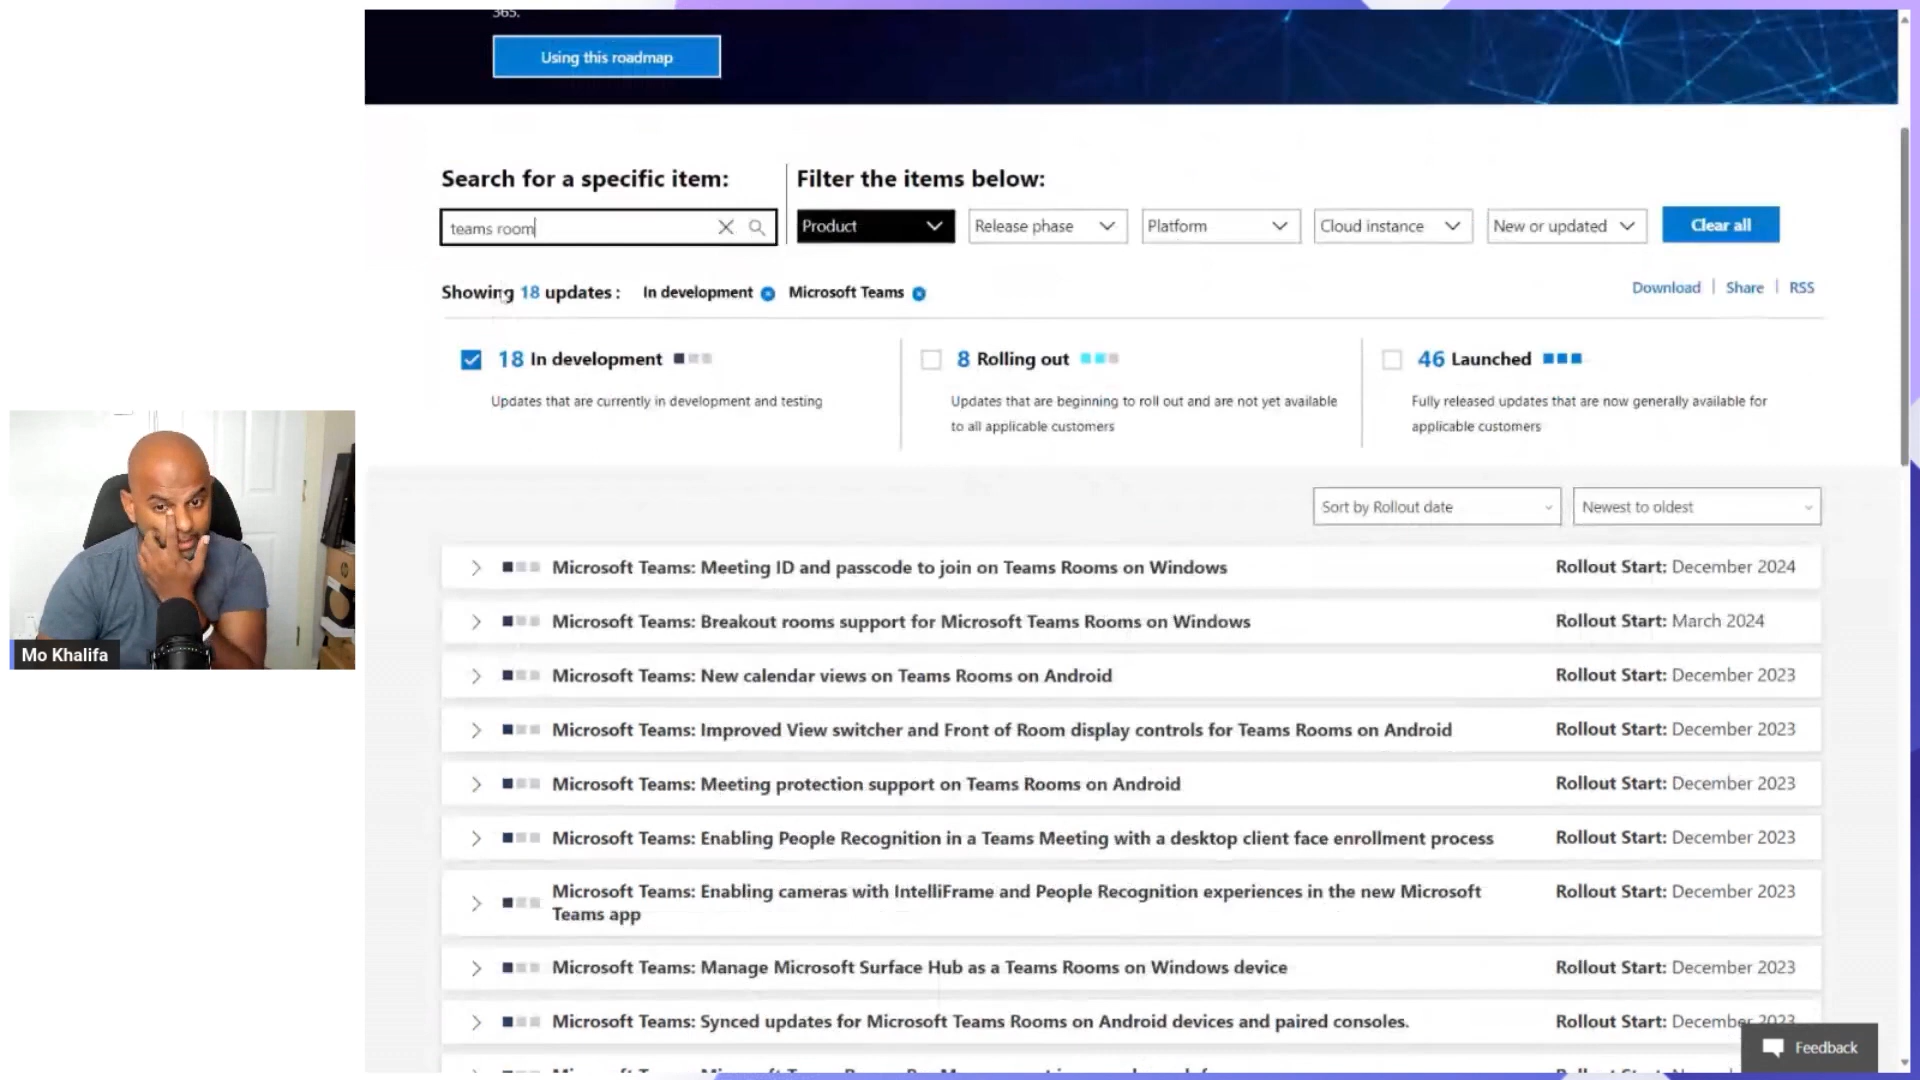 365.
Using this roadmap
Search for a specific item:
Filter the items below:
teams room
Product
Release phase
Platform
Cloud instance
New or updated
Clear all
Showing 18 updates :
In development
Microsoft Teams
Download
Share
RSS
18 In development
8 Rolling out
46 Launched
Updates that are currently in development and testing
Updates that are beginning to roll out and are not yet available
to all applicable customers
Fully released updates that are now generally available for
applicable customers
Sort by Rollout date
Newest to oldest
Microsoft Teams: Meeting ID and passcode to join on Teams Rooms on Windows
Rollout Start: December 2024
Microsoft Teams: Breakout rooms support for Microsoft Teams Rooms on Windows
Rollout Start: March 2024
Microsoft Teams: New calendar views on Teams Rooms on Android
Rollout Start: December 2023
Microsoft Teams: Improved View switcher and Front of Room display controls for Teams Rooms on Android
Rollout Start: December 2023
Microsoft Teams: Meeting protection support on Teams Rooms on Android
Rollout Start: December 2023
Microsoft Teams: Enabling People Recognition in a Teams Meeting with a desktop client face enrollment process
Rollout Start: December 2023
Microsoft Teams: Enabling cameras with IntelliFrame and People Recognition experiences in the new Microsoft
Teams app
Rollout Start: December 2023
Microsoft Teams: Manage Microsoft Surface Hub as a Teams Rooms on Windows device
Rollout Start: December 2023
Microsoft Teams: Synced updates for Microsoft Teams Rooms on Android devices and paired consoles.
Rollout Start: December 2023
Feedback
Mo Khalifa